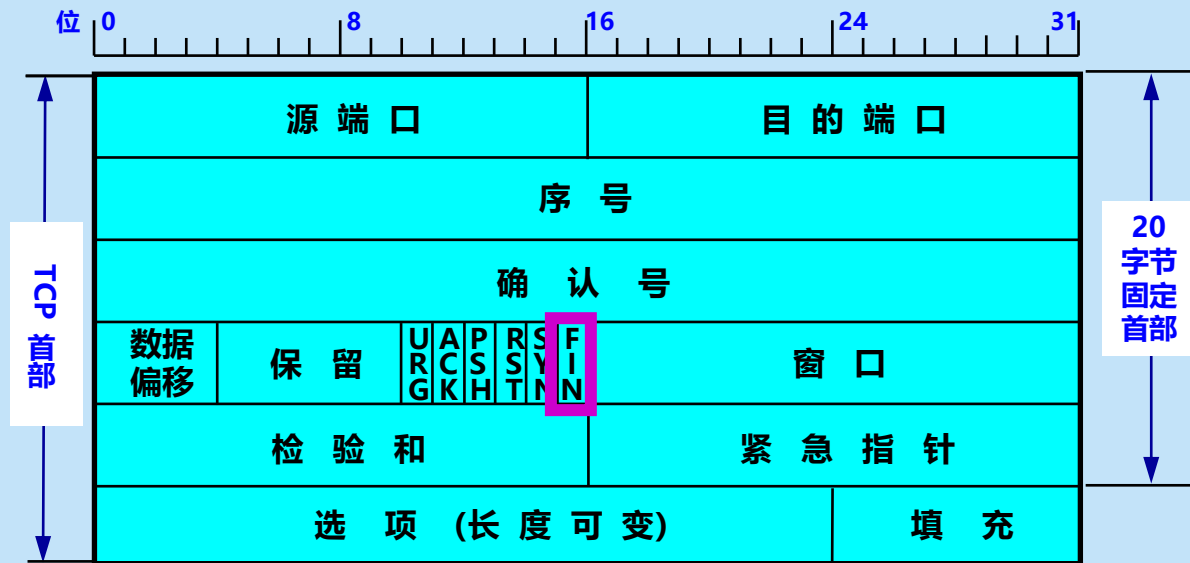 位 0 8 16 24 31
源 端 口 目 的 端 口
序 号
确 认 号
数据偏移 保 留 URG ACK PSH RST SYN FIN 窗 口
检 验 和 紧 急 指 针
选 项 (长 度 可 变) 填 充
TCP 首部
20
字节
固定
首部